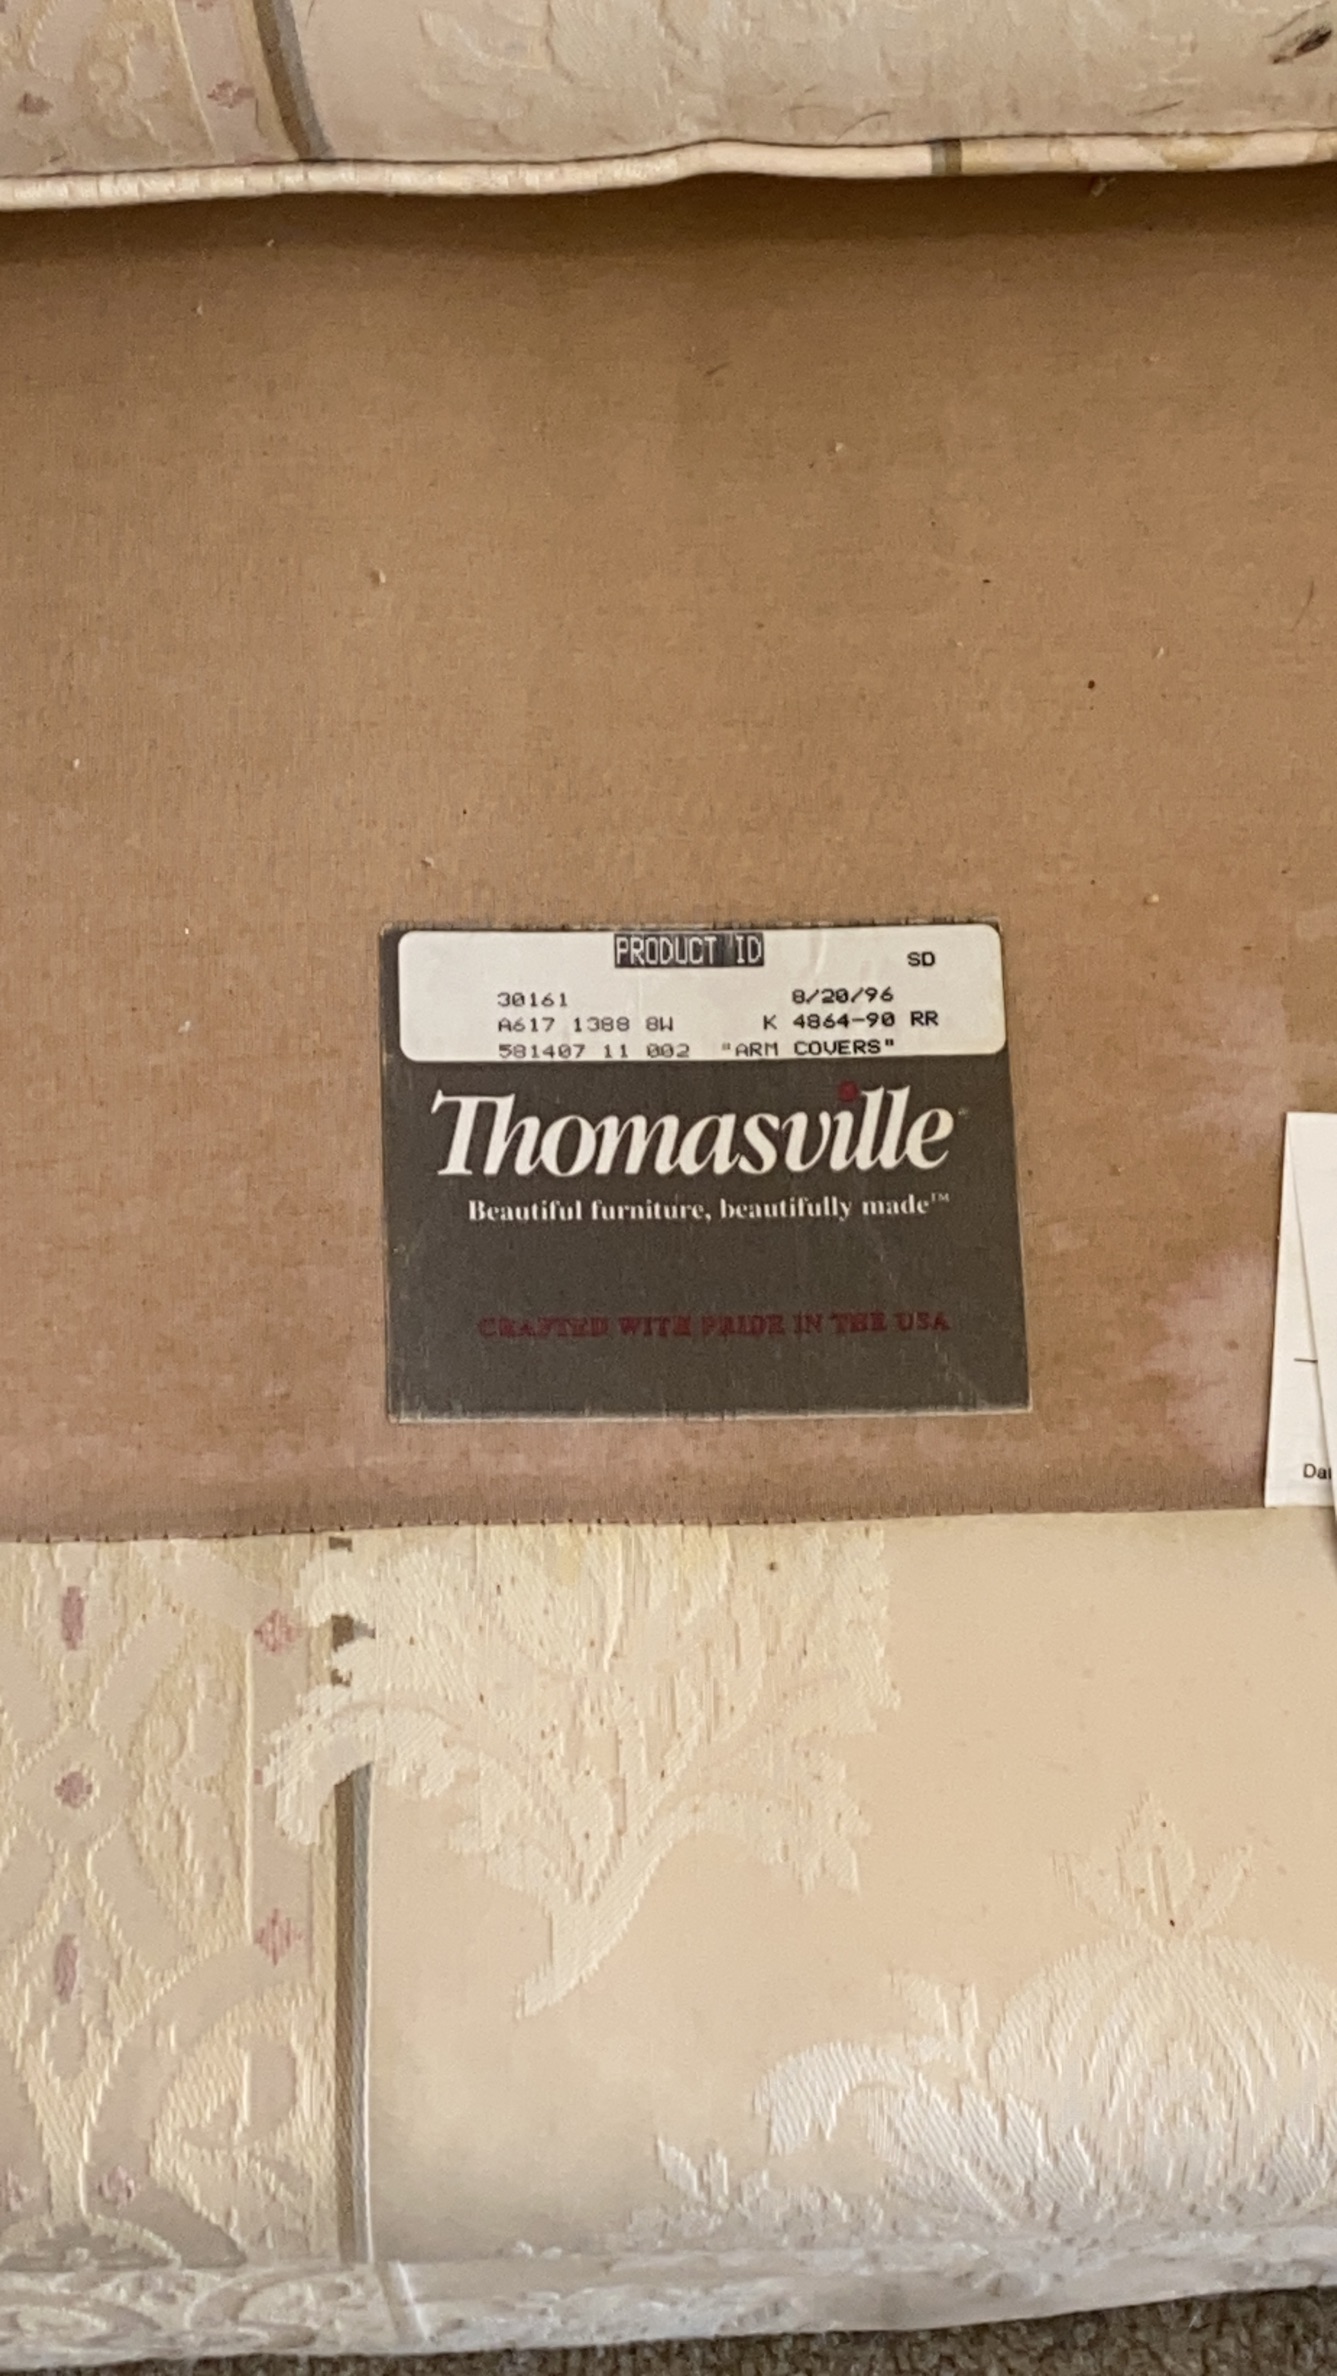 PRODUCT ID
SD
30161 8/20/96
A617 1388 8W K 4864-90 RR
581407 11 002 "ARM COVERS"
Thomasville
Beautiful furniture, beautifully made™
CRAFTED WITH PRIDE IN THE USA